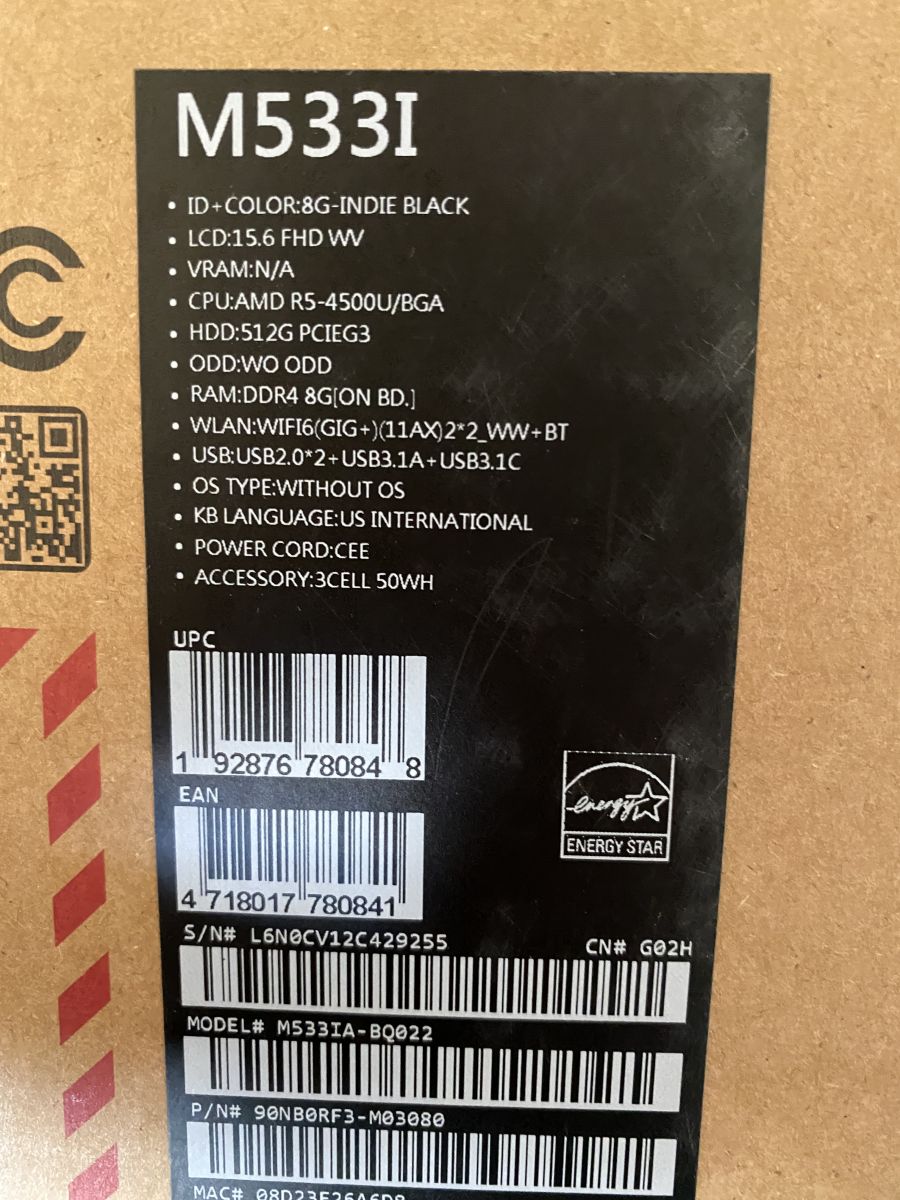 M533I
• ID+COLOR:8G-INDIE BLACK
• LCD:15.6 FHD WV
• VRAM:N/A
• CPU:AMD R5-4500U/BGA
• HDD:512G PCIEG3
• ODD:WO ODD
• RAM:DDR4 8G[ON BD.]
• WLAN:WIFI6(GIG+)(11AX)2*2_WW+BT
• USB:USB2.0*2+USB3.1A+USB3.1C
• OS TYPE:WITHOUT OS
• KB LANGUAGE:US INTERNATIONAL
• POWER CORD:CEE
• ACCESSORY:3CELL 50WH
UPC
1 92876 78084 8
EAN
4 718017 780841
energy
ENERGY STAR
S/N# L6N0CV12C429255 CN# G02H
MODEL# M533IA-BQ022
P/N# 90NB0RF3-M03080
MAC#